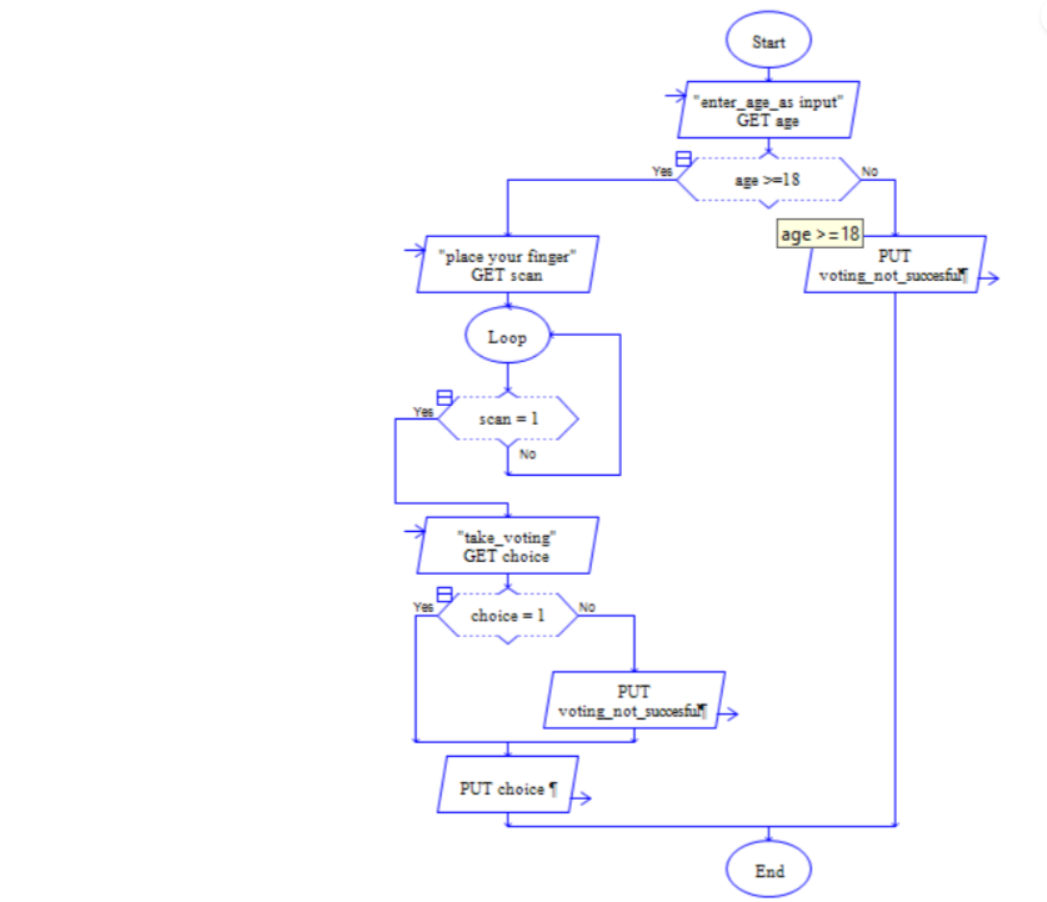 Start
"enter_age_as input"
GET age
Yes
age >=18
No
age >=18
"place your finger"
GET scan
PUT
voting_not_succesful¶
Loop
Yes
scan = 1
No
"take_voting"
GET choice
Yes
choice = 1
No
PUT
voting_not_succesful¶
PUT choice ¶
End